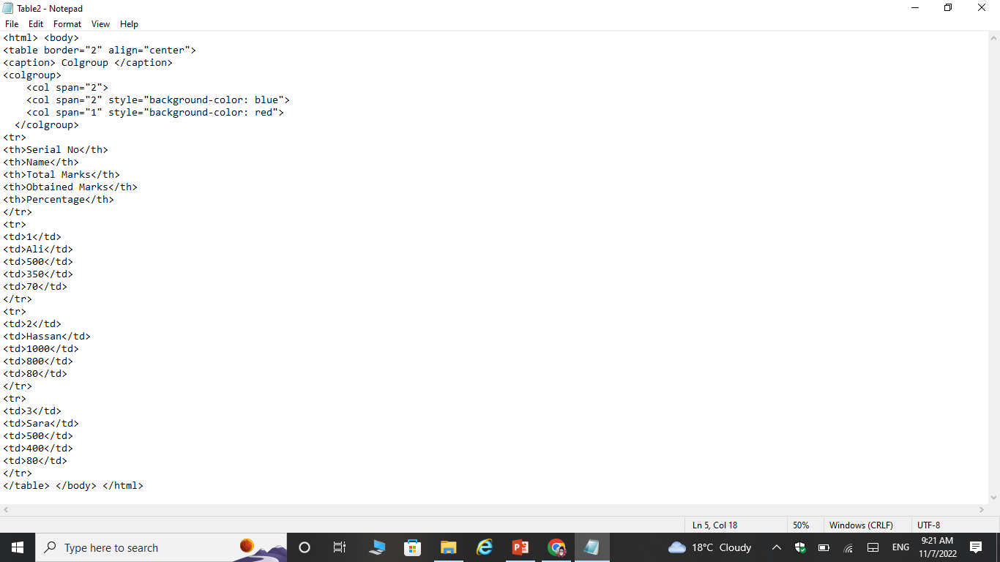 Table2 - Notepad
File Edit Format View Help
<html> <body>
<table border="2" align="center">
<caption> Colgroup </caption>
<colgroup>
    <col span="2">
    <col span="2" style="background-color: blue">
    <col span="1" style="background-color: red">
  </colgroup>
<tr>
<th>Serial No</th>
<th>Name</th>
<th>Total Marks</th>
<th>Obtained Marks</th>
<th>Percentage</th>
</tr>
<tr>
<td>1</td>
<td>Ali</td>
<td>500</td>
<td>350</td>
<td>70</td>
</tr>
<tr>
<td>2</td>
<td>Hassan</td>
<td>1000</td>
<td>800</td>
<td>80</td>
</tr>
<tr>
<td>3</td>
<td>Sara</td>
<td>500</td>
<td>400</td>
<td>80</td>
</tr>
</table> </body> </html>
Ln 5, Col 18 50% Windows (CRLF) UTF-8
Type here to search 18°C Cloudy ENG 9:21 AM
11/7/2022